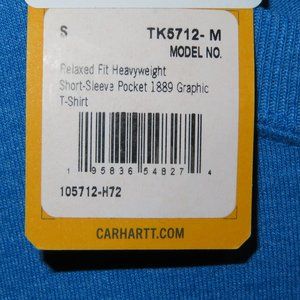 S TK5712- M
MODEL NO.
Relaxed Fit Heavyweight
Short-Sleeve Pocket 1889 Graphic
T-Shirt
1 95836 54827 4
105712-H72
CARHARTT.COM